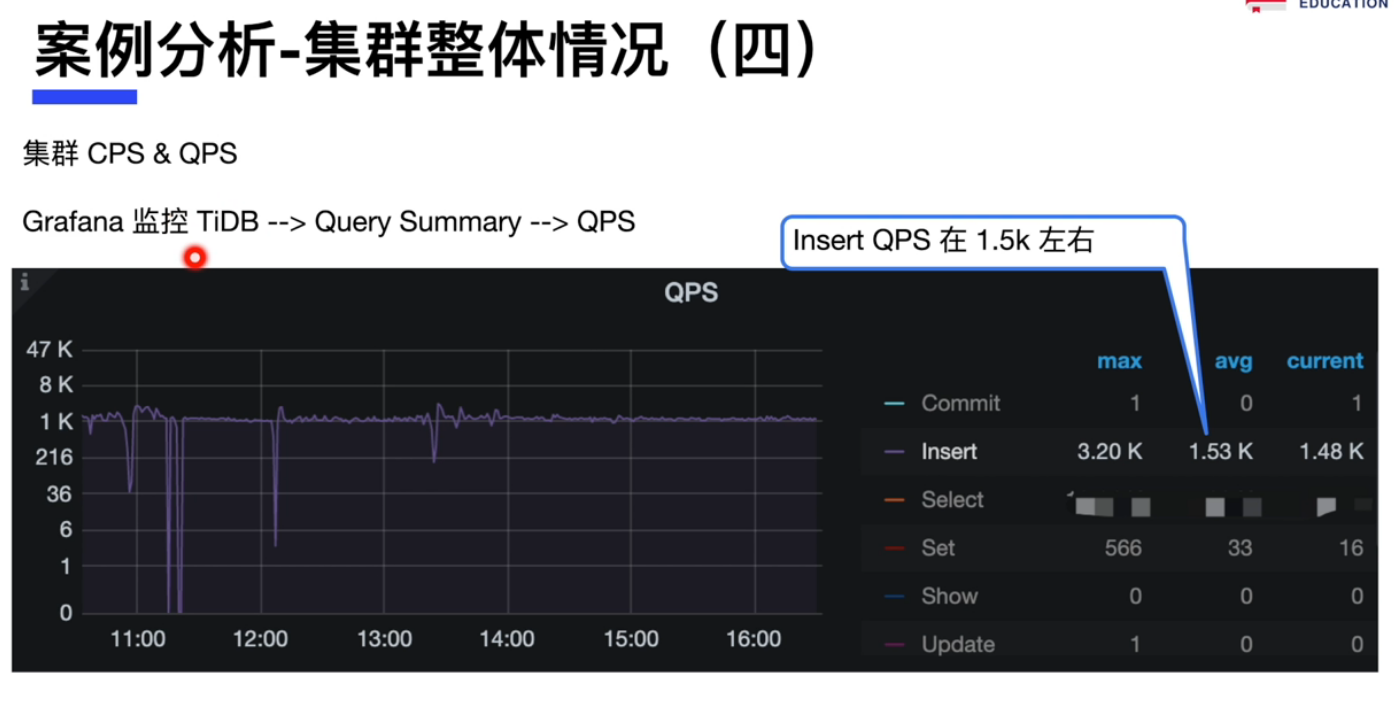 EDUCATION
案例分析-集群整体情况（四）
集群 CPS & QPS
Grafana 监控 TiDB --> Query Summary --> QPS
Insert QPS 在 1.5k 左右
i
QPS
47 K
8 K
1 K
216
36
6
1
0
11:00 12:00 13:00 14:00 15:00 16:00
max avg current
Commit 1 0 1
Insert 3.20 K 1.53 K 1.48 K
Select
Set 566 33 16
Show 0 0 0
Update 1 0 0